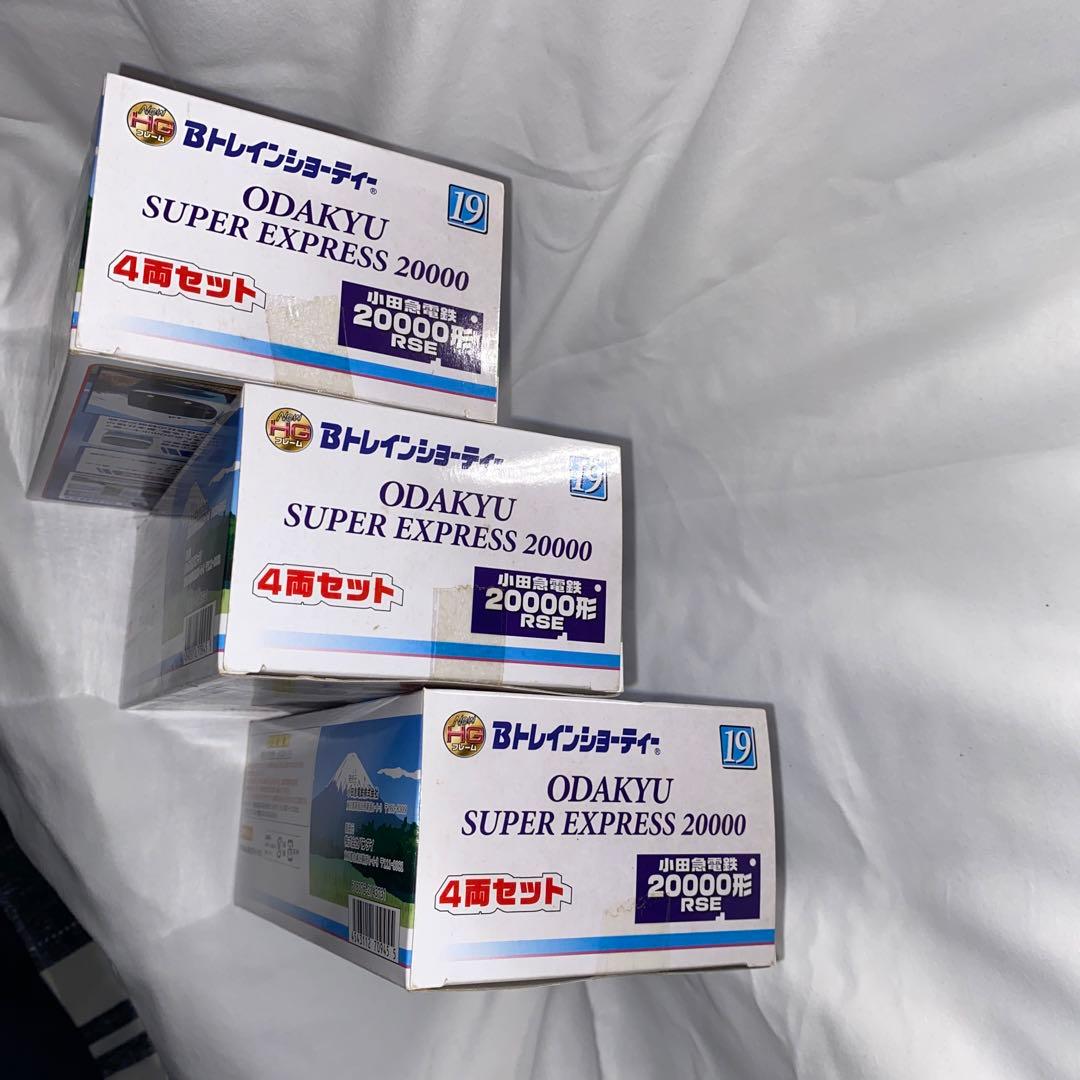 New
HG
フレーム
Bトレインショーティー®
19
ODAKYU
SUPER EXPRESS 20000
4両セット
小田急電鉄
20000形
RSE
New
HG
フレーム
Bトレインショーティー
19
ODAKYU
SUPER EXPRESS 20000
4両セット
小田急電鉄
20000形
RSE
New
HG
フレーム
Bトレインショーティー®
19
ODAKYU
SUPER EXPRESS 20000
4両セット
小田急電鉄
20000形
RSE
4543112 70945 5